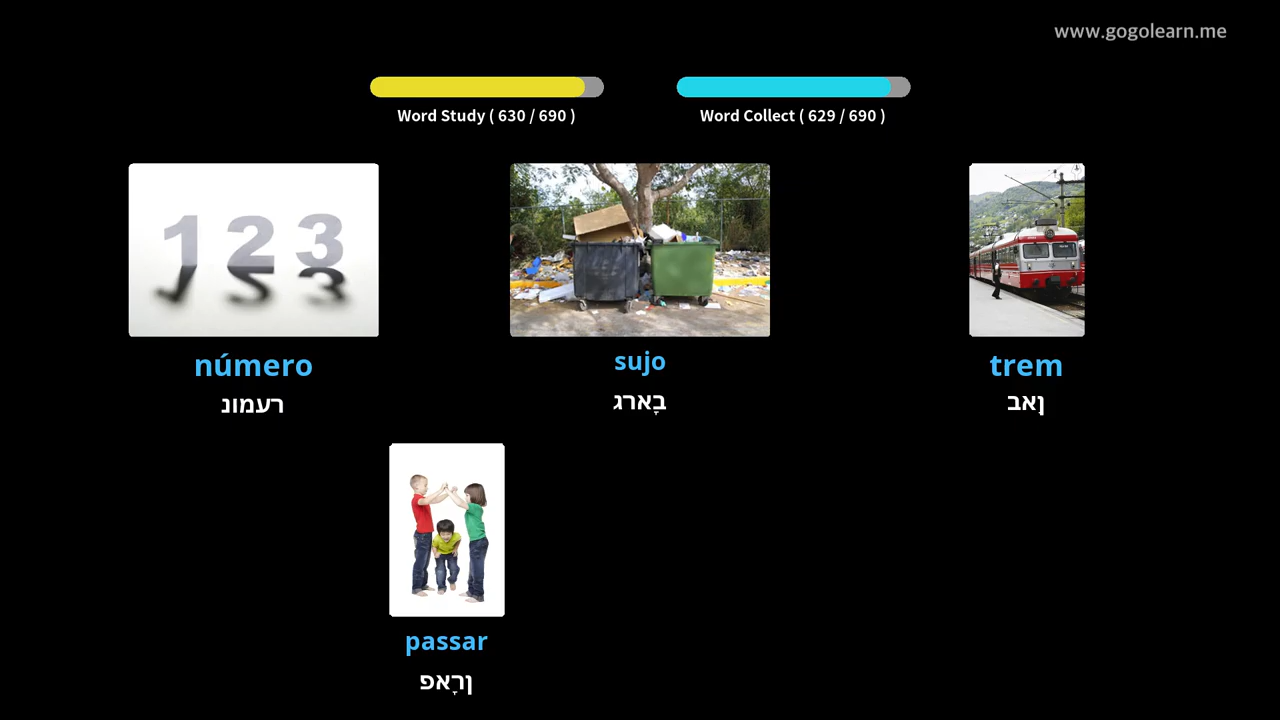 www.gogolearn.me
Word Study ( 630 / 690 )
Word Collect ( 629 / 690 )
número
רעמונ
sujo
בָארג
trem
ןַאב
passar
ןרָאפ